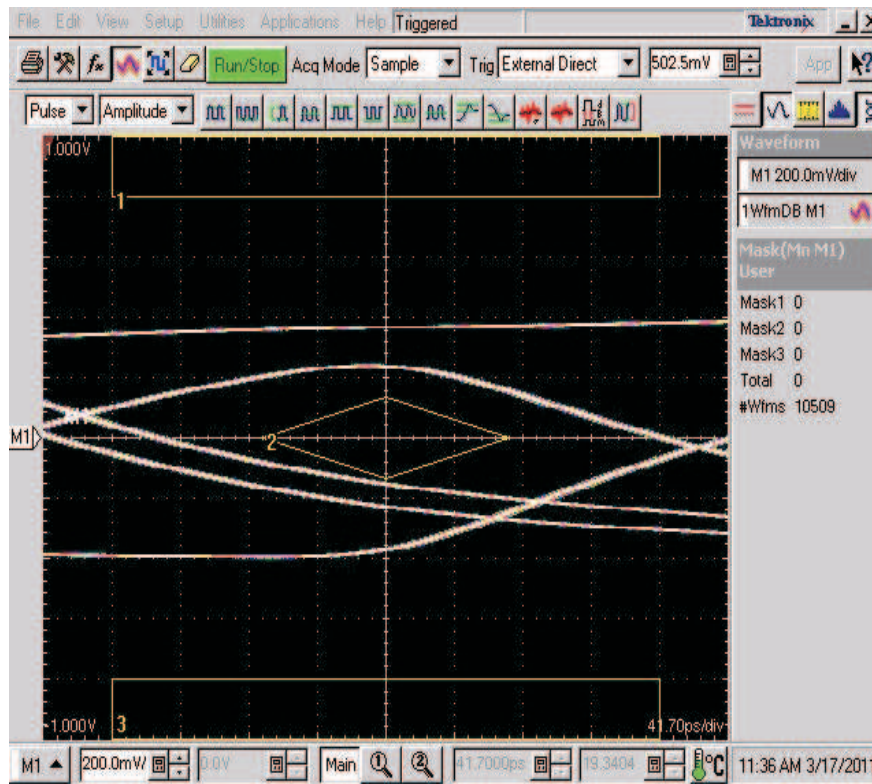 File Edit View Setup Utilities Applications Help Triggered Tektronix
Run/Stop Acq Mode Sample Trig External Direct 502.5mV App
Pulse Amplitude
1.000V
1
2
3
M1
-1.000V
41.70ps/div
Waveform
M1 200.0mV/div
1WfmDB M1
Mask(Mn M1)
User
Mask1 0
Mask2 0
Mask3 0
Total 0
#Wfms 10509
M1 200.0mV/ 0.0V Main 1 2 41.7000ps 19.3404 °C 11:36 AM 3/17/2011